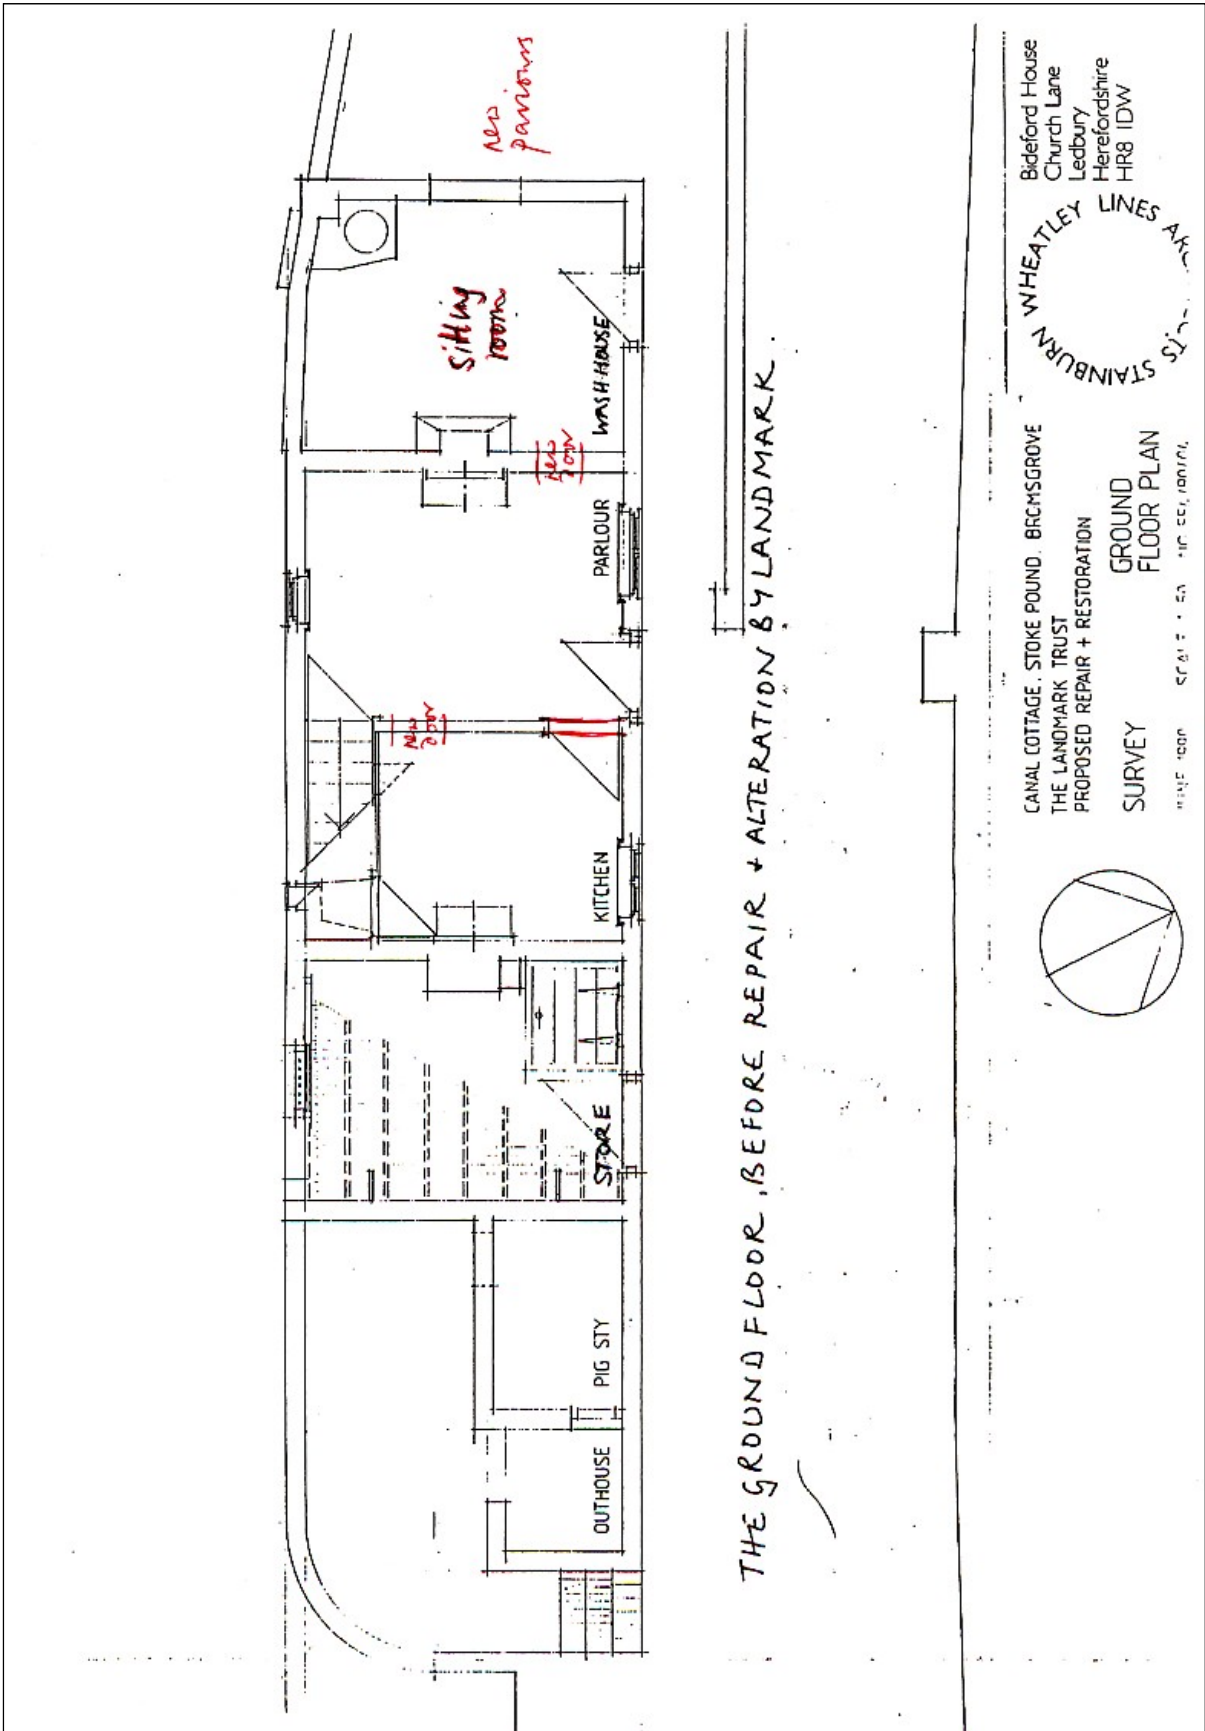 new
paviours
Sitting
room
WASH-HOUSE
new
door
PARLOUR
new
door
KITCHEN
STORE
PIG STY
OUTHOUSE
THE GROUND FLOOR, BEFORE REPAIR + ALTERATION BY LANDMARK.
CANAL COTTAGE. STOKE POUND. BROMSGROVE
THE LANDMARK TRUST
PROPOSED REPAIR + RESTORATION
SURVEY
GROUND
FLOOR PLAN
STAINBURN WHEATLEY LINES
Bideford House
Church Lane
Ledbury
Herefordshire
HR8 1DW